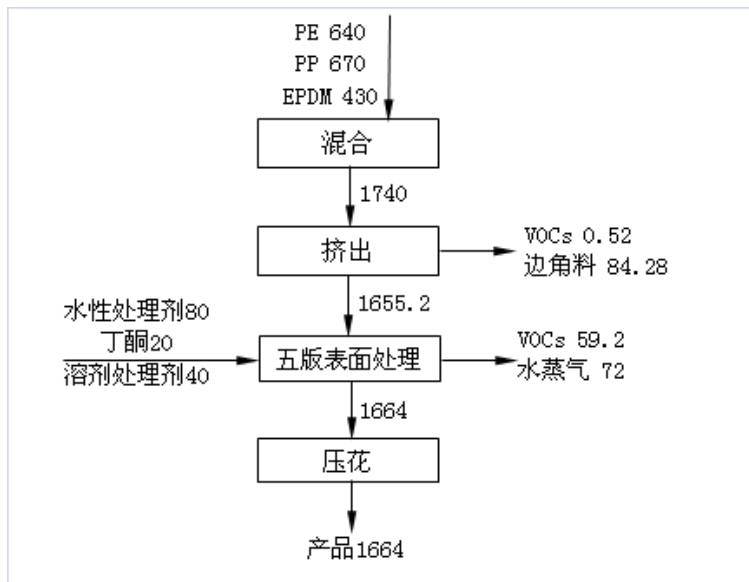 PE 640
PP 670
EPDM 430
混合
1740
挤出
VOCs 0.52
边角料 84.28
1655.2
水性处理剂80
丁酮20
溶剂处理剂40
五版表面处理
VOCs 59.2
水蒸气 72
1664
压花
产品1664